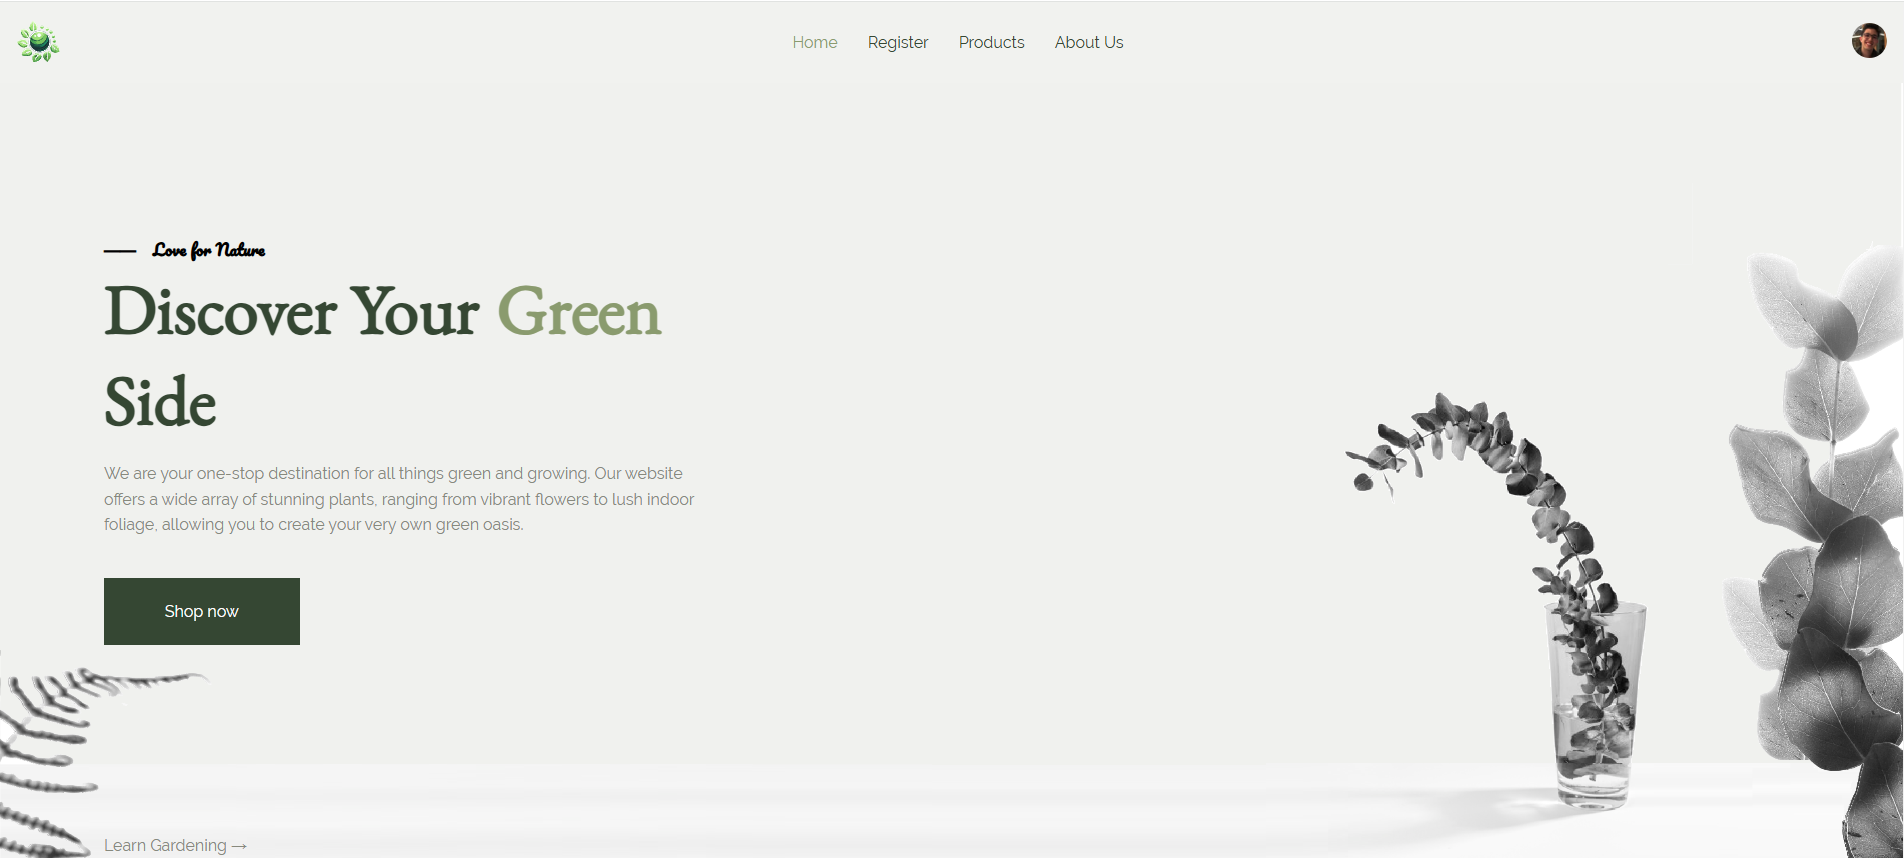 Home Register Products About Us
Love for Nature
Discover Your Green
Side
We are your one-stop destination for all things green and growing. Our website
offers a wide array of stunning plants, ranging from vibrant flowers to lush indoor
foliage, allowing you to create your very own green oasis.
Shop now
Learn Gardening →